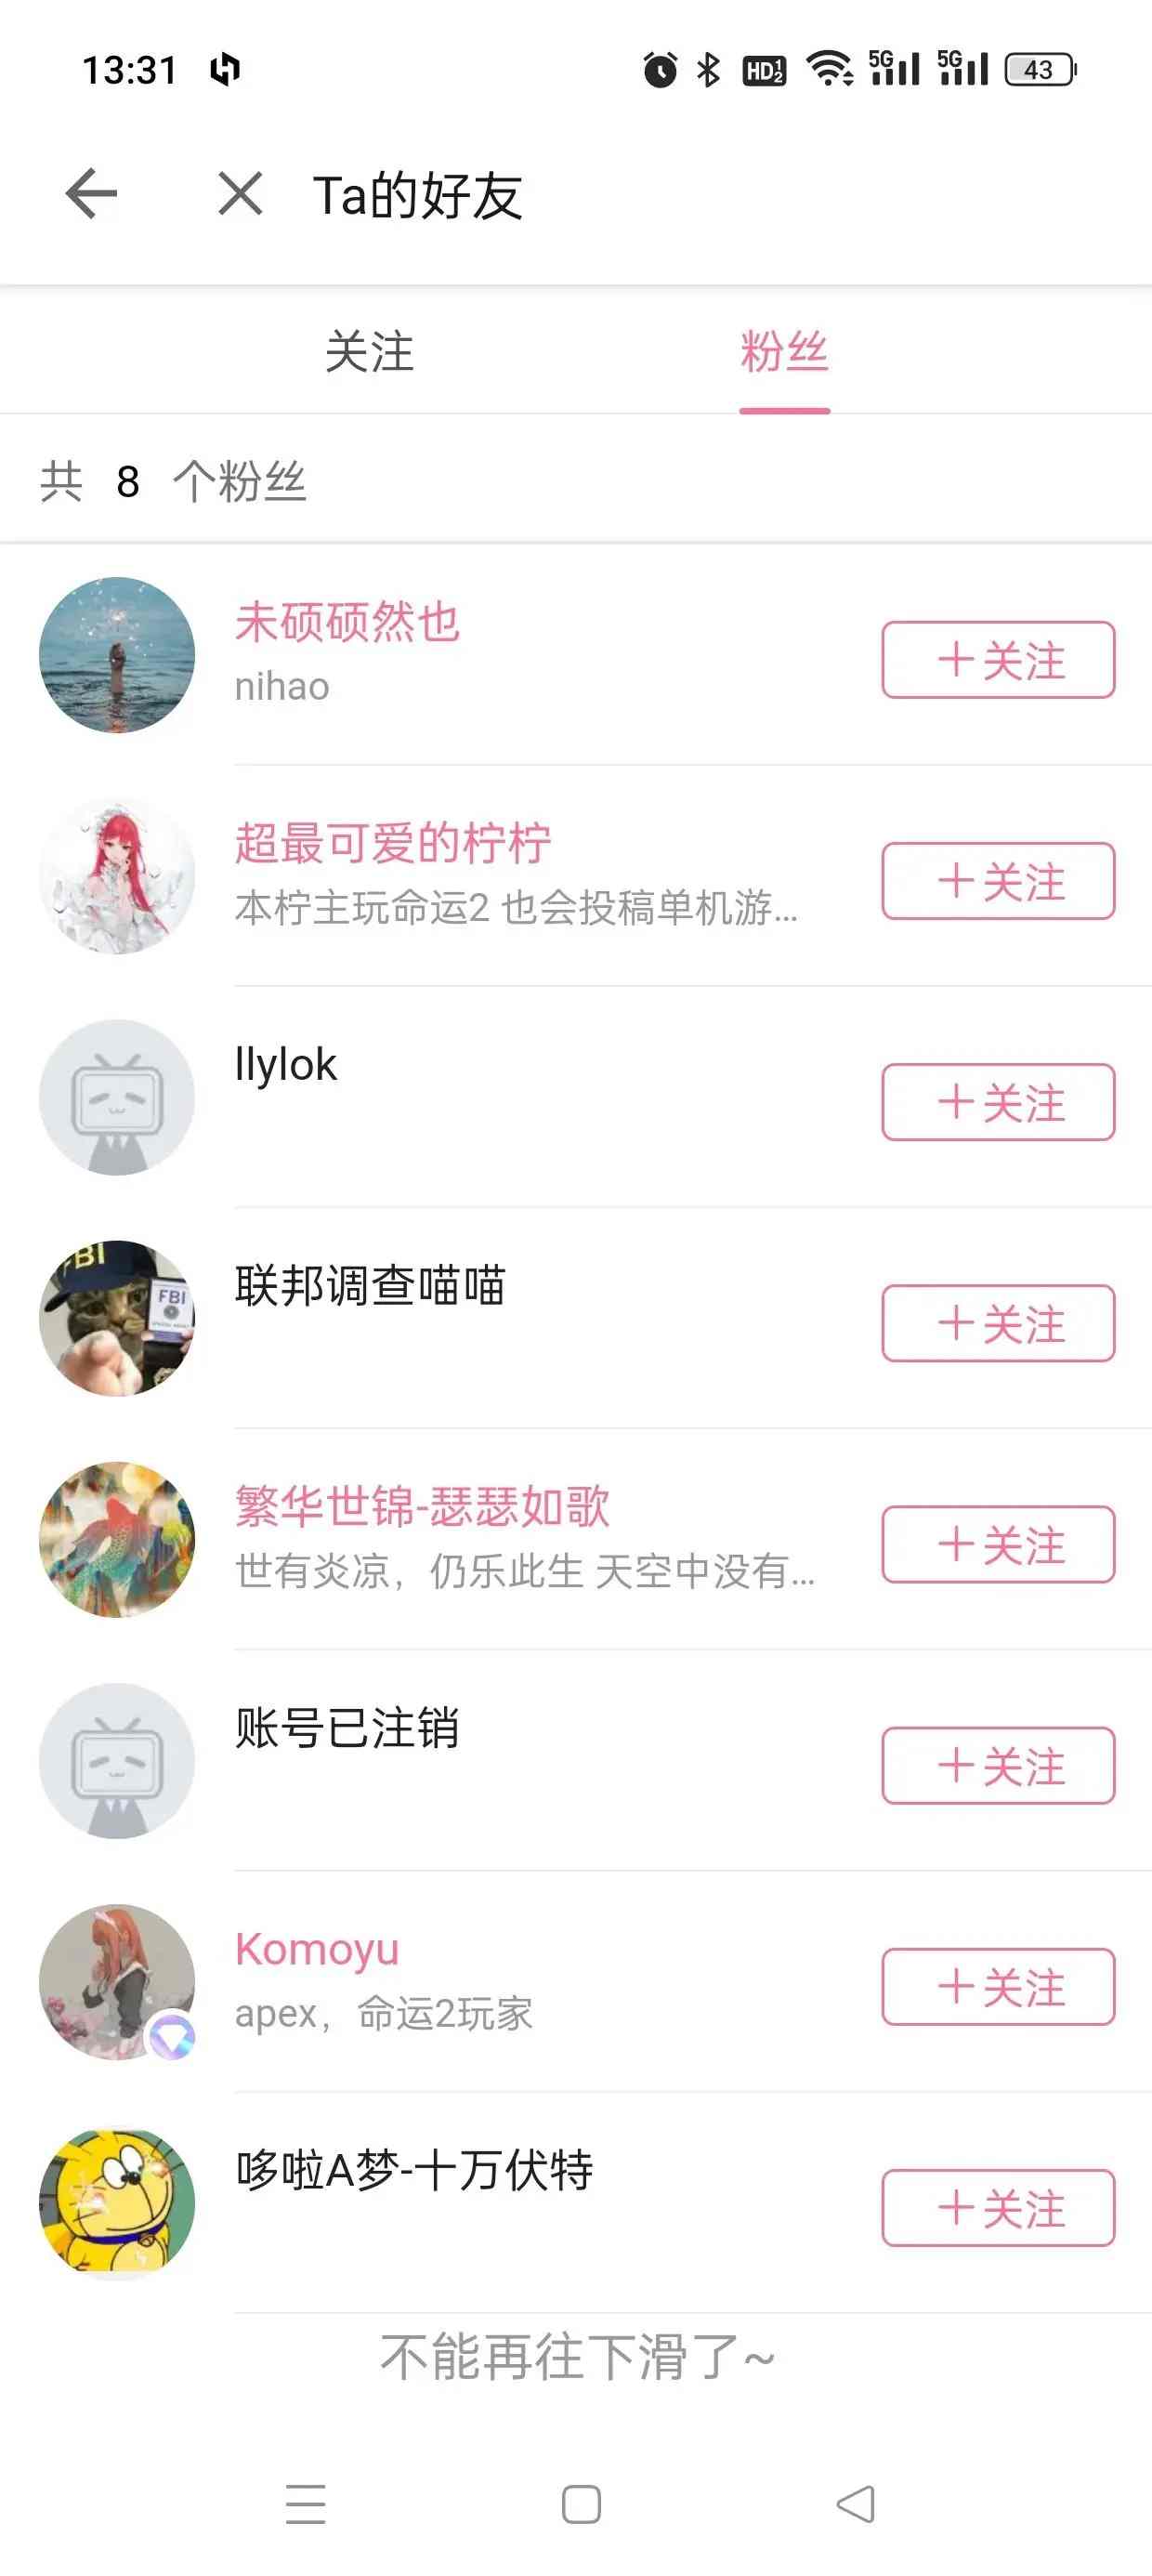 13:31
HD 1 2 5G 5G 43
Ta的好友
关注 粉丝
共 8 个粉丝
未硕硕然也
nihao
+关注
超最可爱的柠柠
本柠主玩命运2 也会投稿单机游...
+关注
llylok
+关注
FBI
FBI
联邦调查喵喵
+关注
繁华世锦-瑟瑟如歌
世有炎凉，仍乐此生 天空中没有...
+关注
账号已注销
+关注
Komoyu
apex，命运2玩家
+关注
哆啦A梦-十万伏特
+关注
不能再往下滑了~